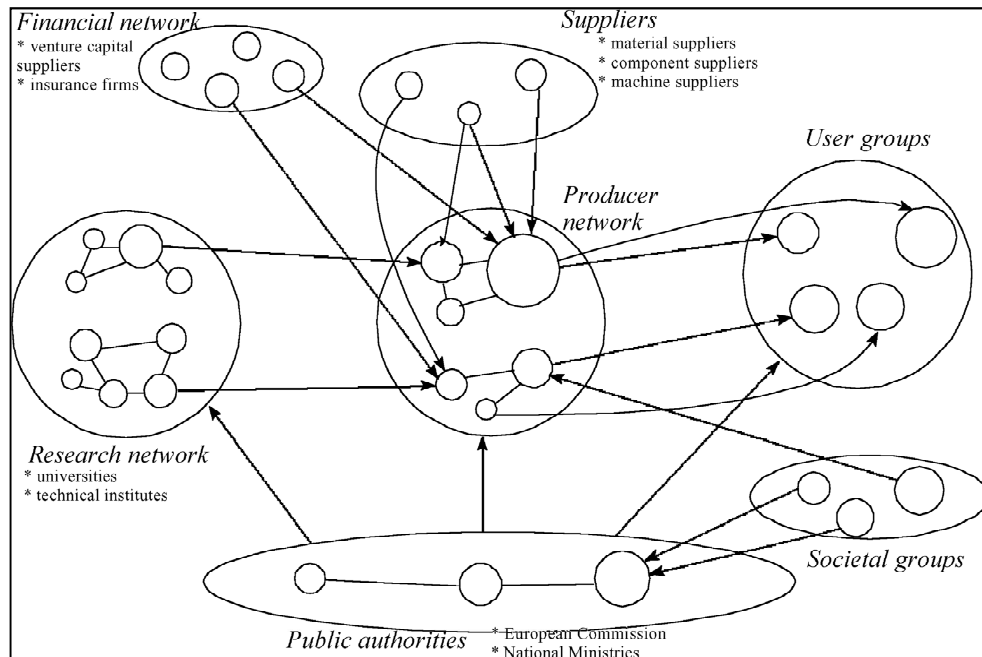 Financial network
* venture capital
suppliers
* insurance firms
Suppliers
* material suppliers
* component suppliers
* machine suppliers
User groups
Producer
network
Research network
* universities
* technical institutes
Societal groups
Public authorities
* European Commission
* National Ministrics